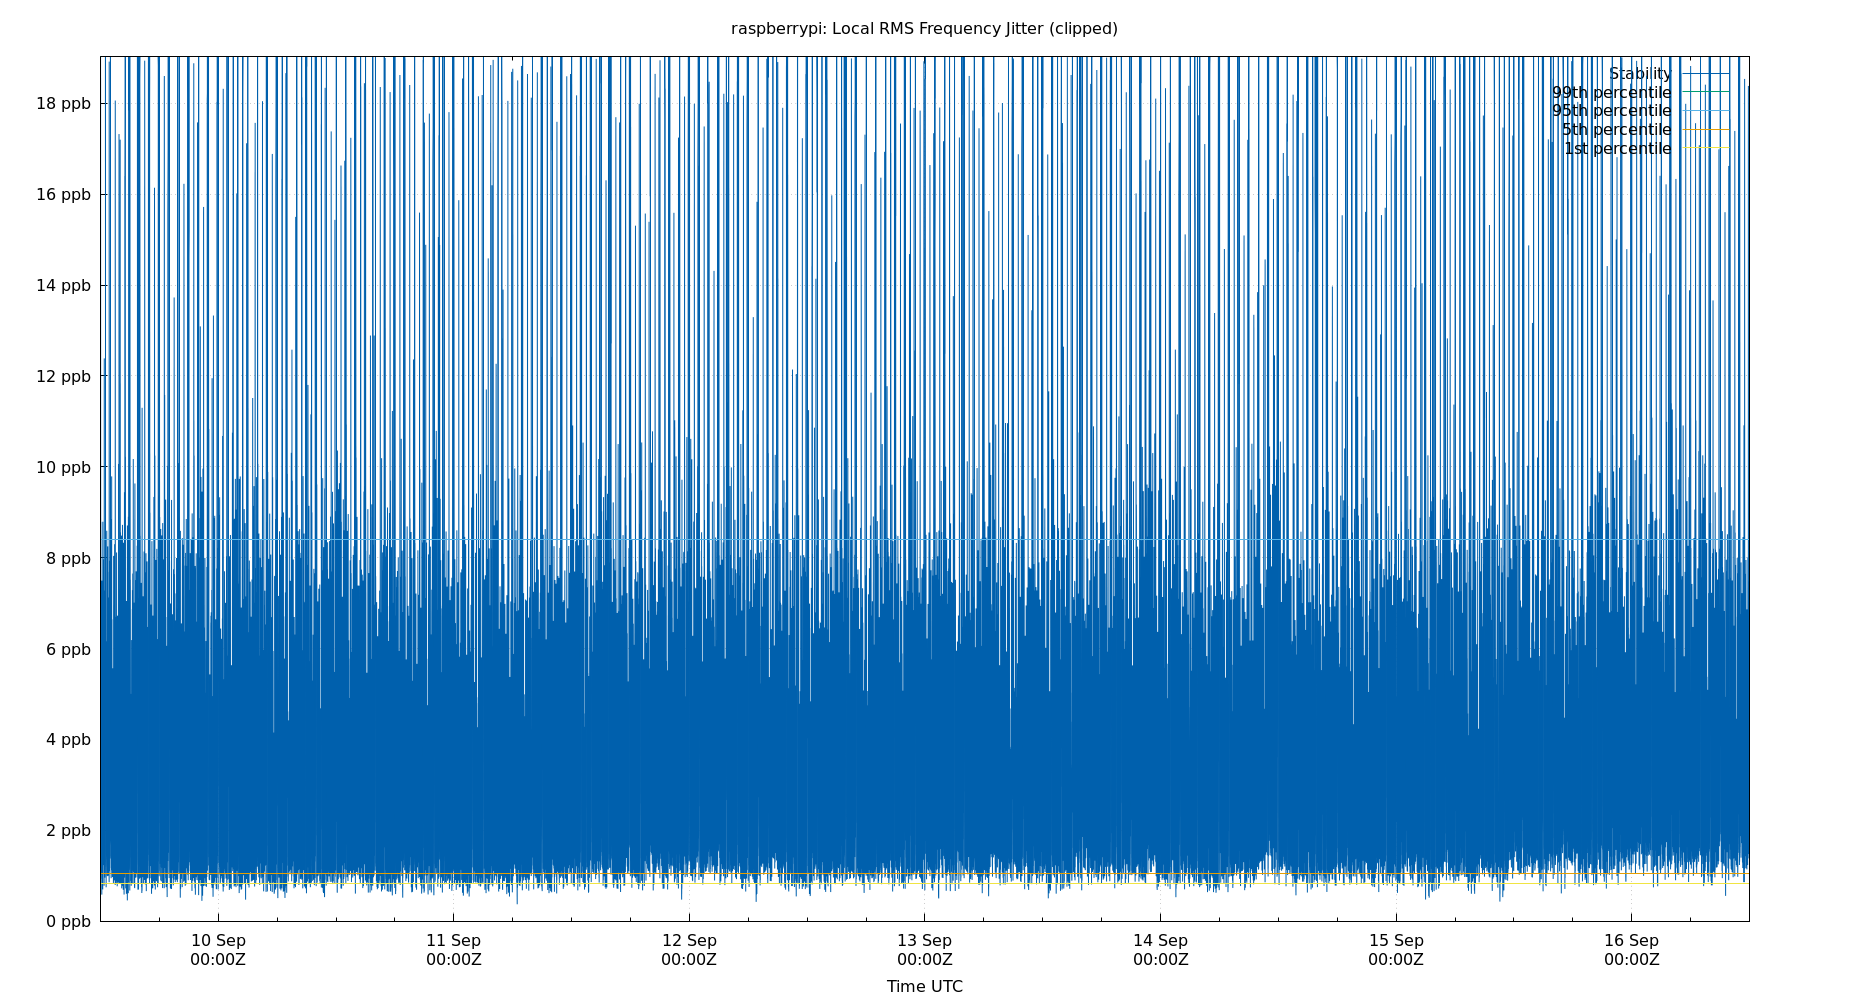 raspberrypi: Local RMS Frequency Jitter (clipped)
Stability
99th percentile
95th percentile
5th percentile
1st percentile
18 ppb
16 ppb
14 ppb
12 ppb
10 ppb
8 ppb
6 ppb
4 ppb
2 ppb
0 ppb
10 Sep 11 Sep 12 Sep 13 Sep 14 Sep 15 Sep 16 Sep
00:00Z 00:00Z 00:00Z 00:00Z 00:00Z 00:00Z 00:00Z
Time UTC